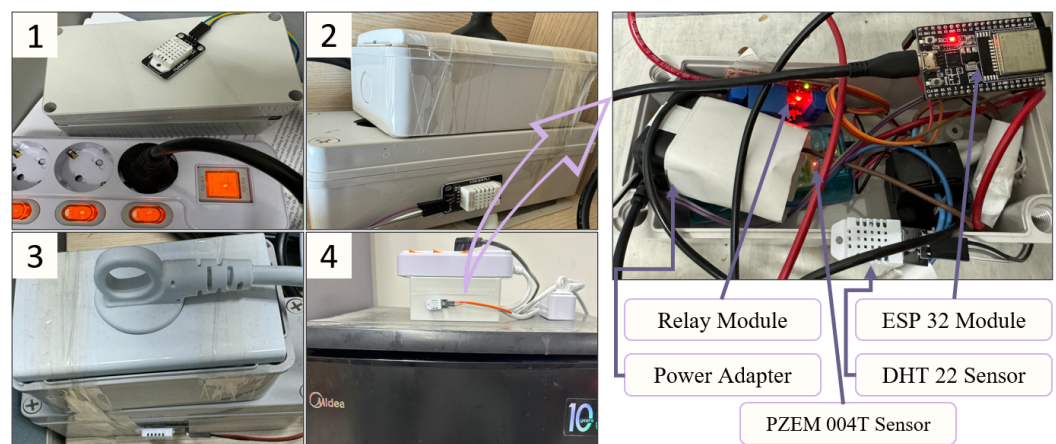 1
2
3
4
Midea
10
years
Relay Module
ESP 32 Module
Power Adapter
DHT 22 Sensor
PZEM 004T Sensor